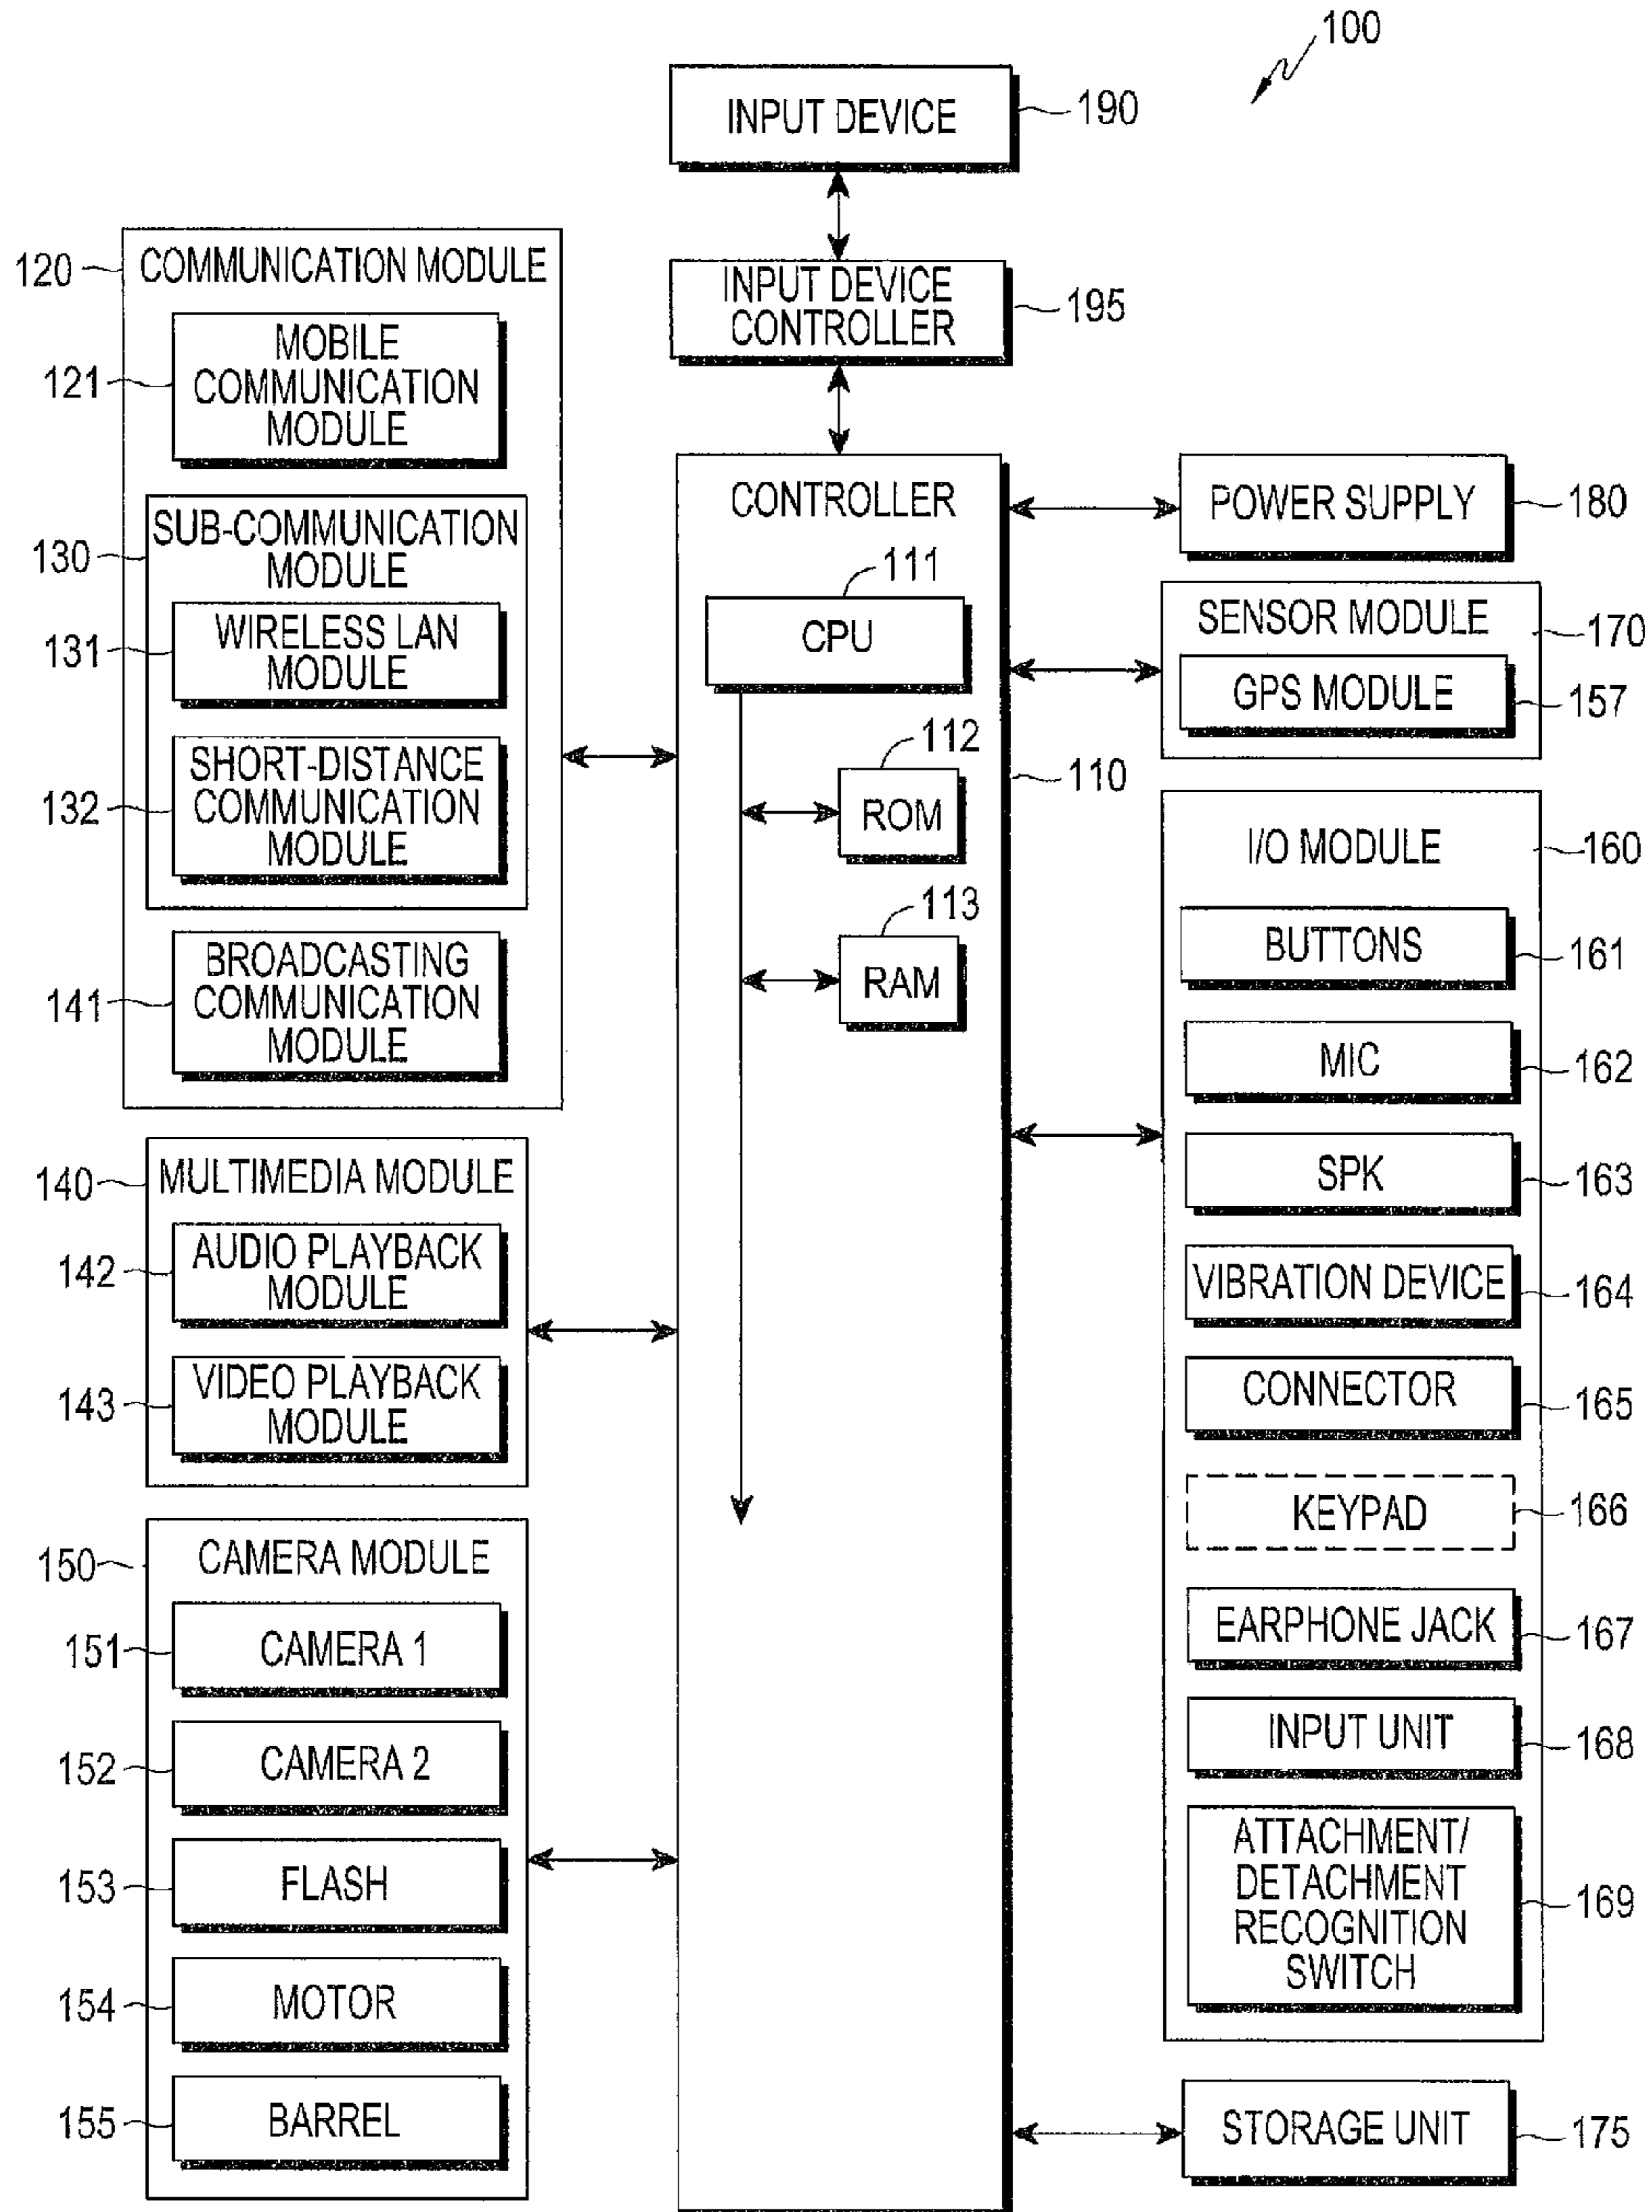 100
INPUT DEVICE
190
INPUT DEVICE
CONTROLLER
195
120
COMMUNICATION MODULE
121
MOBILE
COMMUNICATION
MODULE
130
SUB-COMMUNICATION
MODULE
131
WIRELESS LAN
MODULE
132
SHORT-DISTANCE
COMMUNICATION
MODULE
141
BROADCASTING
COMMUNICATION
MODULE
140
MULTIMEDIA MODULE
142
AUDIO PLAYBACK
MODULE
143
VIDEO PLAYBACK
MODULE
150
CAMERA MODULE
151
CAMERA 1
152
CAMERA 2
153
FLASH
154
MOTOR
155
BARREL
CONTROLLER
110
111
CPU
112
ROM
113
RAM
POWER SUPPLY
180
SENSOR MODULE
170
GPS MODULE
157
I/O MODULE
160
BUTTONS
161
MIC
162
SPK
163
VIBRATION DEVICE
164
CONNECTOR
165
KEYPAD
166
EARPHONE JACK
167
INPUT UNIT
168
ATTACHMENT/
DETACHMENT
RECOGNITION
SWITCH
169
STORAGE UNIT
175